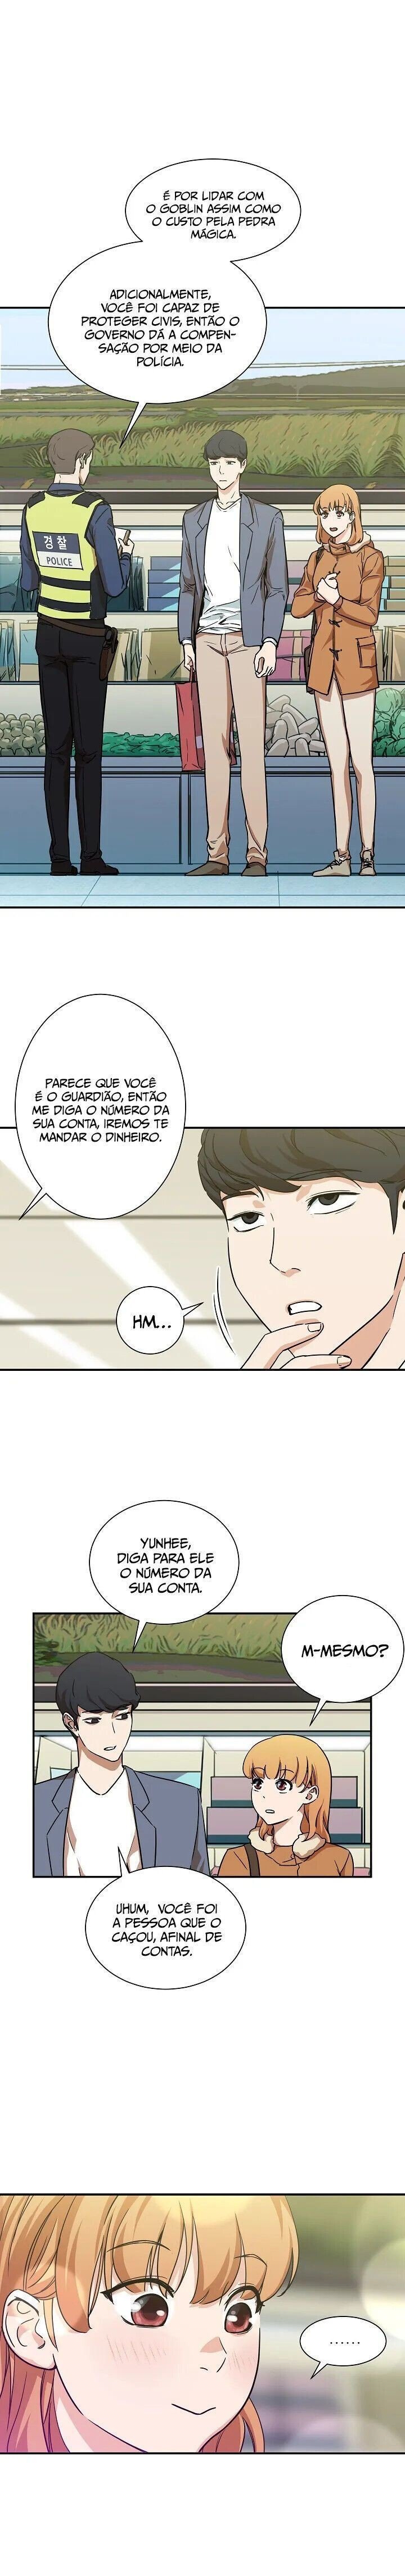 É POR LIDAR COM
O GOBLIN ASSIM COMO
O CUSTO PELA PEDRA
MÁGICA.
ADICIONALMENTE,
VOCÊ FOI CAPAZ DE
PROTEGER CIVIS, ENTÃO O
GOVERNO DÁ A COMPEN-
SAÇÃO POR MEIO DA
POLÍCIA.
경찰
POLICE
PARECE QUE VOCÊ
É O GUARDIÃO, ENTÃO
ME DIGA O NÚMERO DA
SUA CONTA, IREMOS TE
MANDAR O DINHEIRO.
HM...
YUNHEE,
DIGA PARA ELE
O NÚMERO DA
SUA CONTA.
M-MESMO?
UHUM, VOCÊ FOI
A PESSOA QUE O
CAÇOU, AFINAL DE
CONTAS.
......